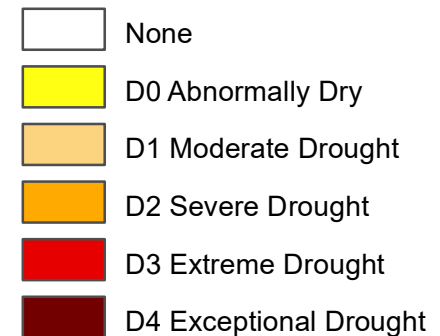 None
D0 Abnormally Dry
D1 Moderate Drought
D2 Severe Drought
D3 Extreme Drought
D4 Exceptional Drought